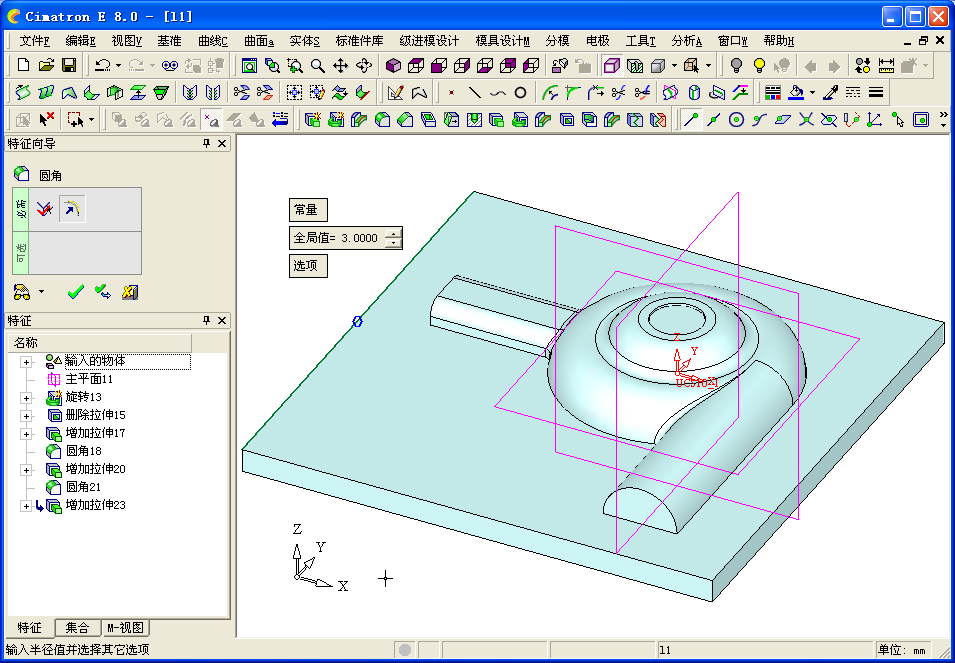 Cimatron E 8.0 - [l1]
文件F 编辑E 视图V 基准 曲线C 曲面A 实体S 标准件库 级进模设计 模具设计M 分模 电极 工具T 分析A 窗口W 帮助H
特征向导
圆角
必需
可选
常量
全局值= 3.0000
选项
特征
名称
输入的物体
主平面11
旋转13
删除拉伸15
增加拉伸17
圆角18
增加拉伸20
圆角21
增加拉伸23
Z
Y
Z
Y
X
特征 集合 M-视图
输入半径值并选择其它选项
l1
单位: mm